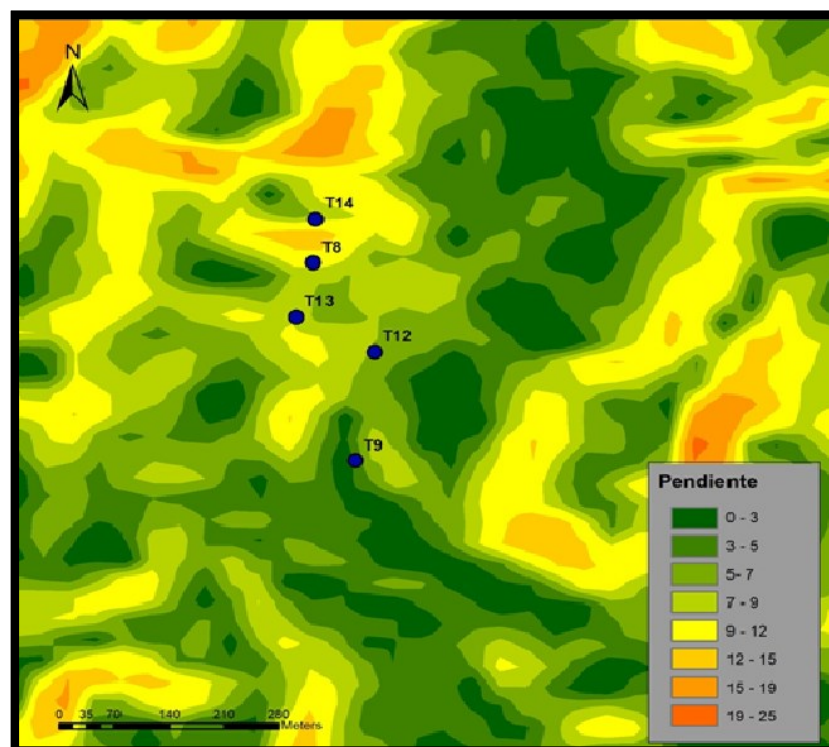 N
T14
T8
T13
T12
T9
Pendiente
0 - 3
3 - 5
5- 7
7 - 9
9 - 12
12 - 15
15 - 19
19 - 25
0 35 70 140 210 280
Meters